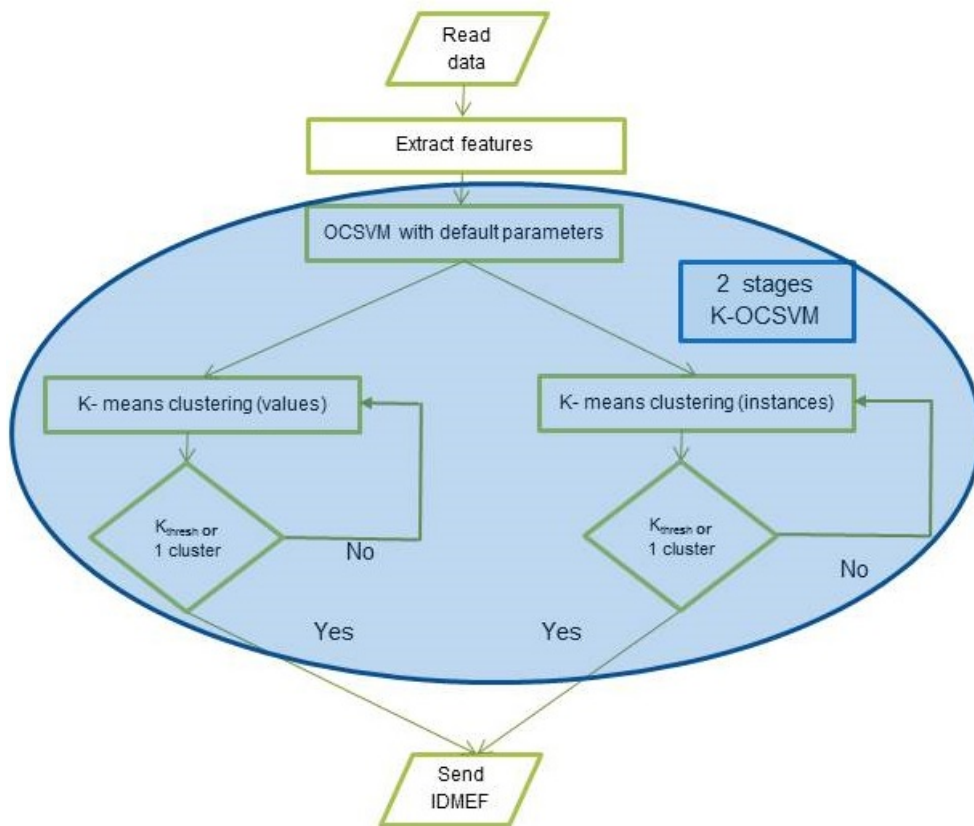 Read
data
Extract features
OCSVM with default parameters
2 stages
K-OCSVM
K- means clustering (values)
K- means clustering (instances)
Kthresh or
1 cluster
No
Kthresh or
1 cluster
No
Yes
Yes
Send
IDMEF